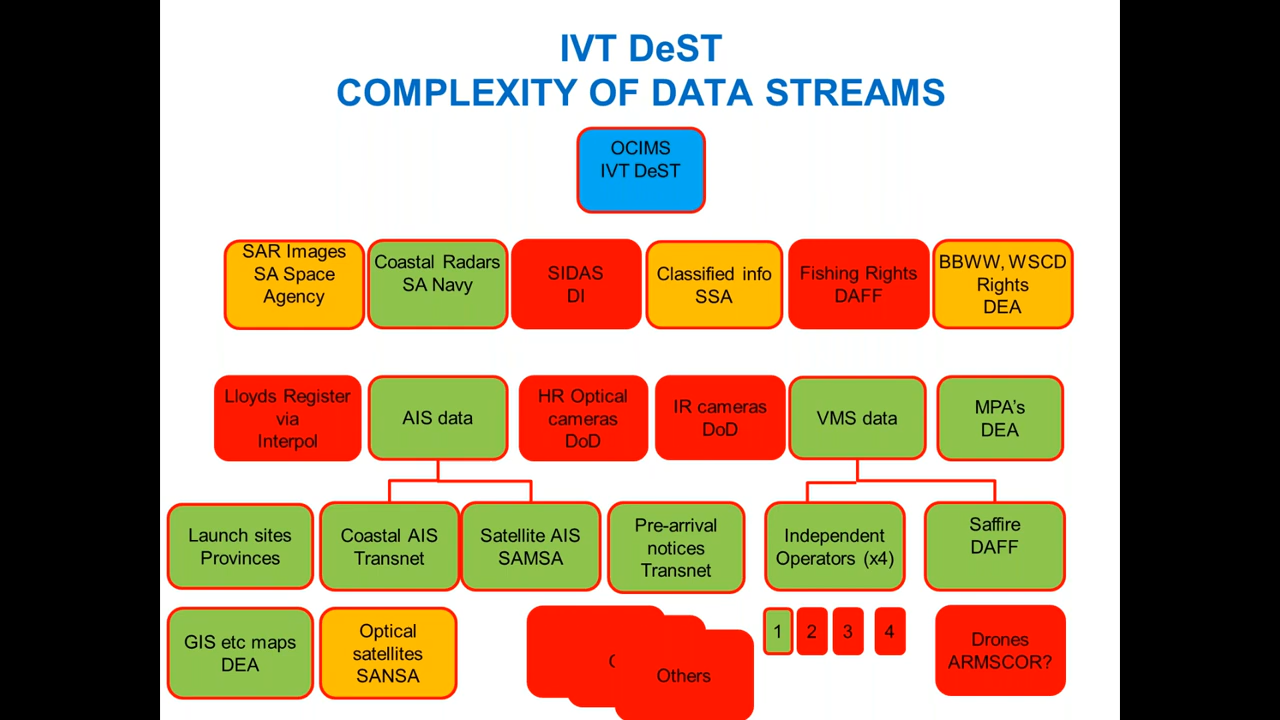 IVT DeST
COMPLEXITY OF DATA STREAMS
OCIMS
IVT DeST
SAR Images
SA Space
Agency
Coastal Radars
SA Navy
SIDAS
DI
Classified info
SSA
Fishing Rights
DAFF
BBWW, WSCD
Rights
DEA
Lloyds Register
via
Interpol
AIS data
HR Optical
cameras
DoD
IR cameras
DoD
VMS data
MPA's
DEA
Launch sites
Provinces
Coastal AIS
Transnet
Satellite AIS
SAMSA
Pre-arrival
notices
Transnet
Independent
Operators (x4)
Saffire
DAFF
GIS etc maps
DEA
Optical
satellites
SANSA
Others
1
2
3
4
Drones
ARMSCOR?